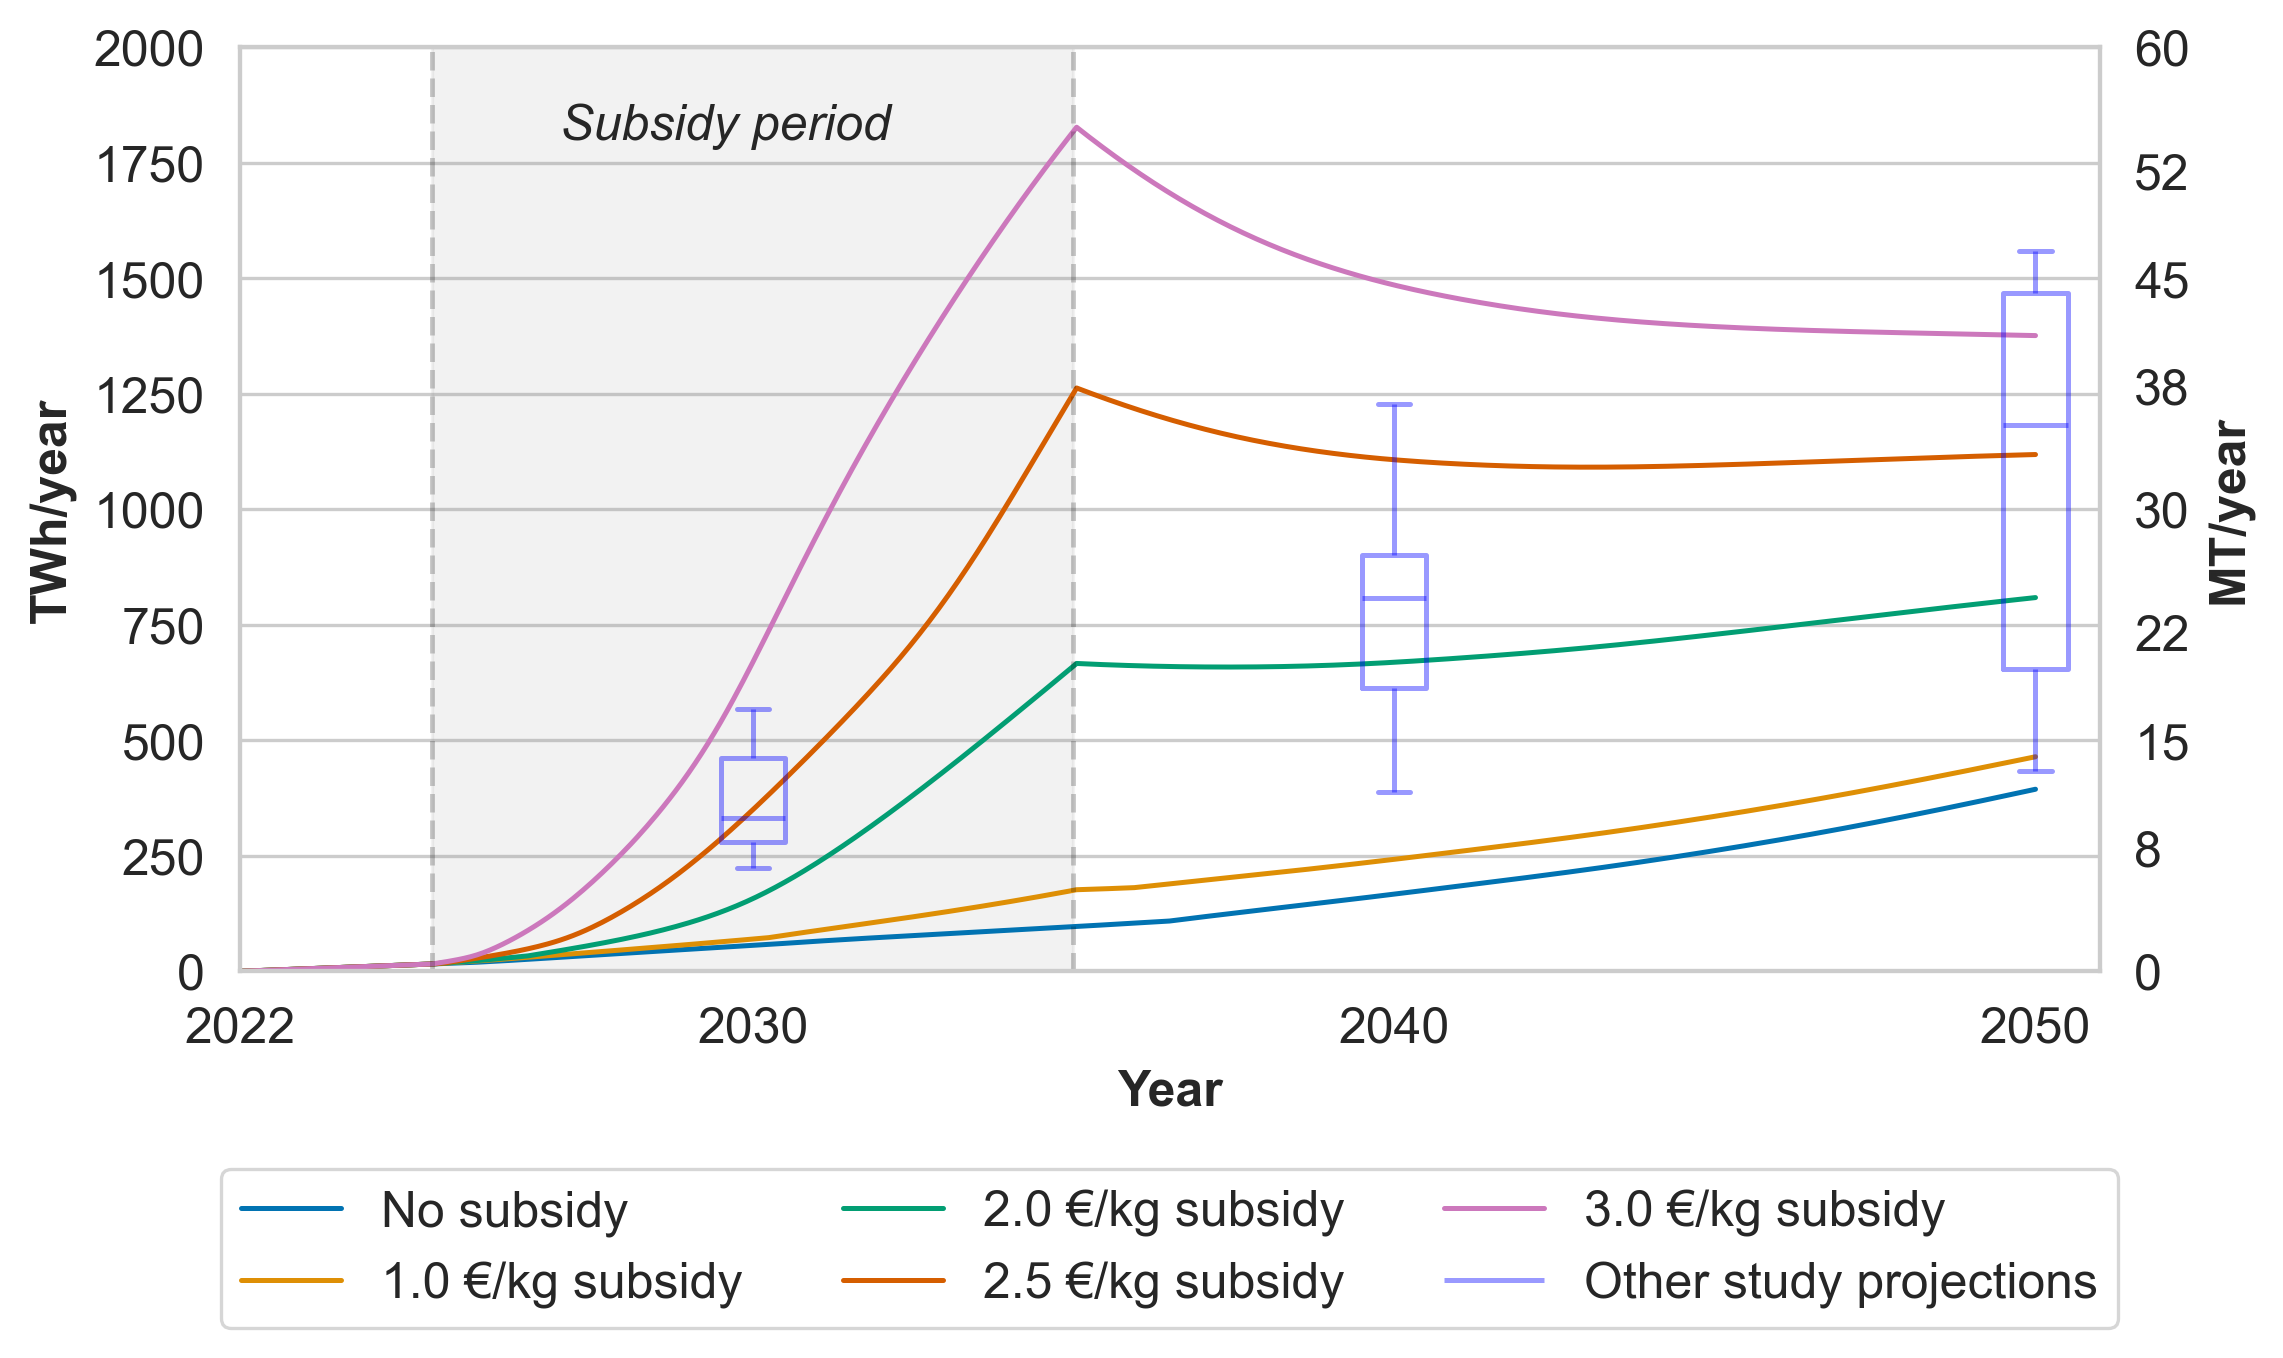 2000
1750
1500
1250
1000
750
500
250
0
TWh/year
Subsidy period
60
52
45
38
30
22
15
8
0
MT/year
2022
2030
2040
2050
Year
No subsidy
1.0 €/kg subsidy
2.0 €/kg subsidy
2.5 €/kg subsidy
3.0 €/kg subsidy
Other study projections